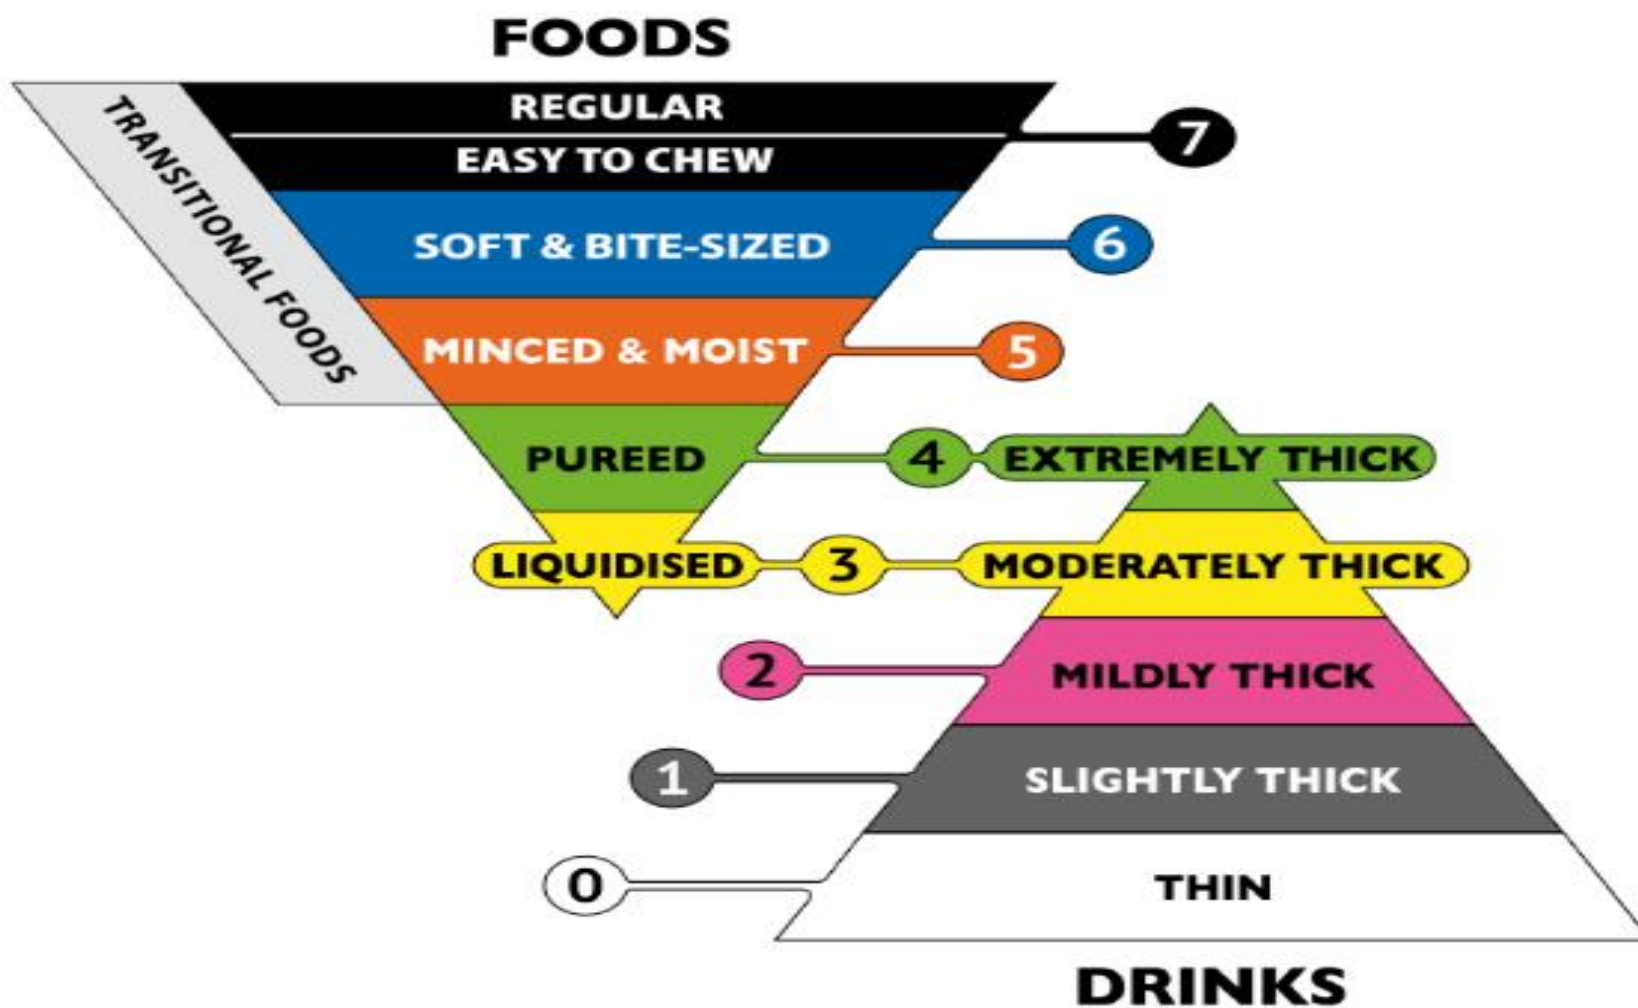 FOODS
TRANSITIONAL FOODS
REGULAR
EASY TO CHEW
7
SOFT & BITE-SIZED
6
MINCED & MOIST
5
PUREED
4
EXTREMELY THICK
LIQUIDISED
3
MODERATELY THICK
2
MILDLY THICK
1
SLIGHTLY THICK
0
THIN
DRINKS